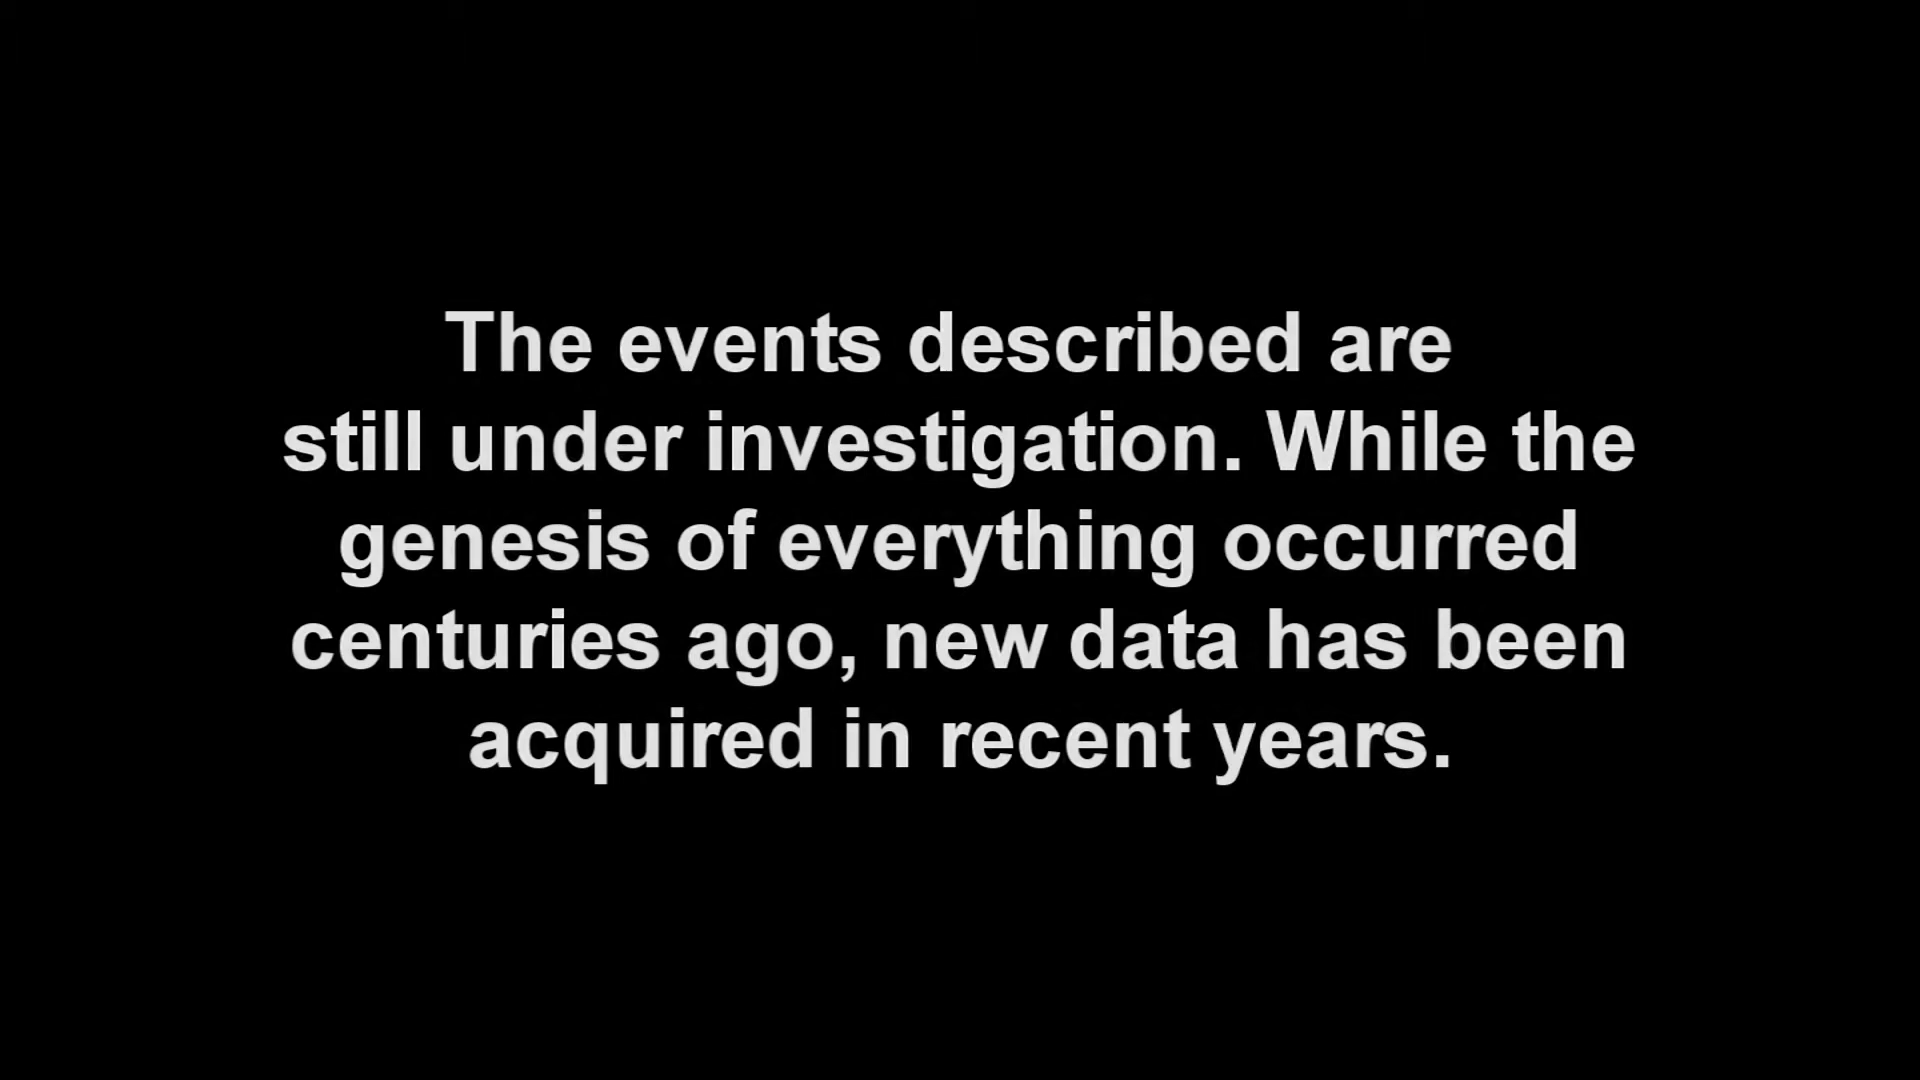 The events described are
still under investigation. While the
genesis of everything occurred
centuries ago, new data has been
acquired in recent years.